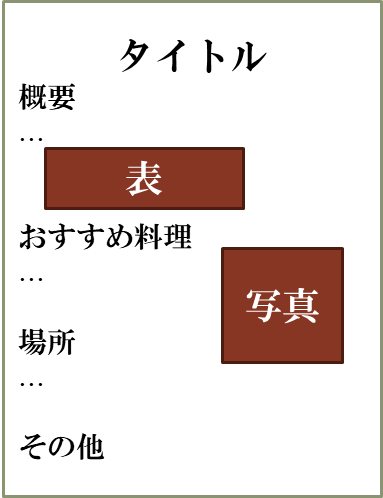 タイトル
概要
…
表
おすすめ料理
…
写真
場所
…
その他